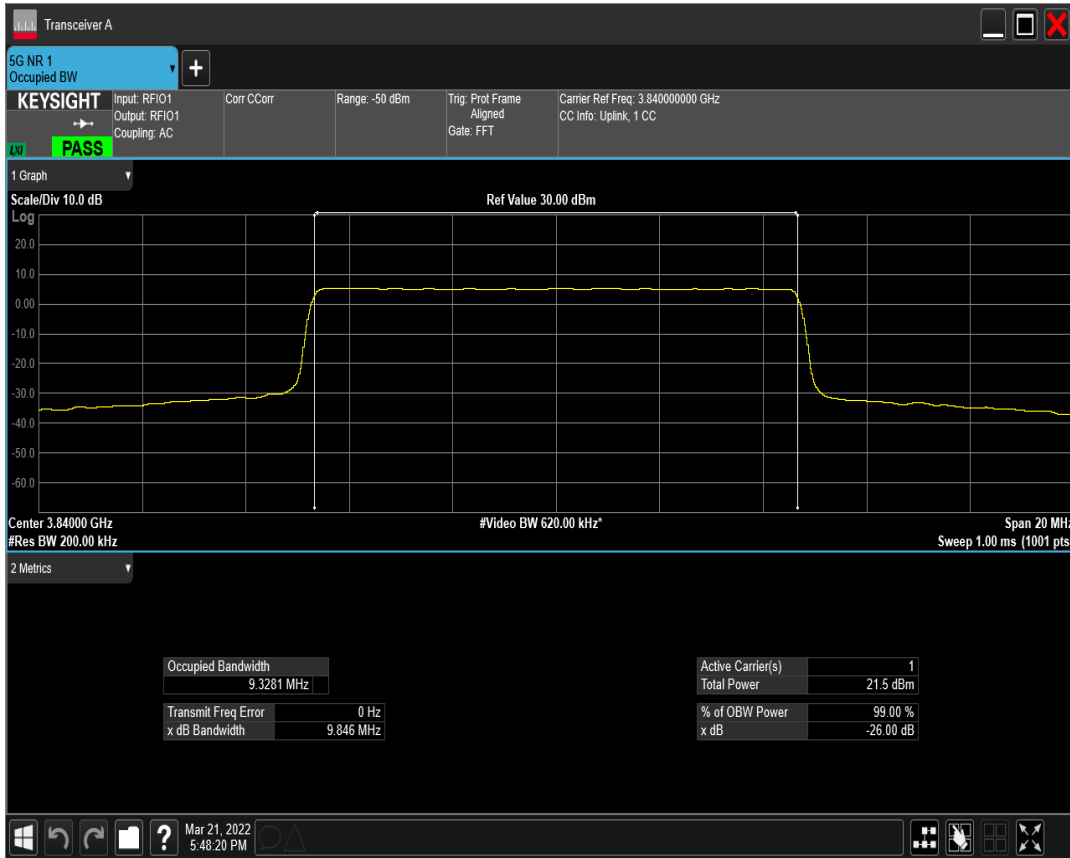 Transceiver A
5G NR 1
Occupied BW
KEYSIGHT
LXI
PASS
Input: RFIO1
Output: RFIO1
Coupling: AC
Corr CCorr
Range: -50 dBm
Trig: Prot Frame
Aligned
Gate: FFT
Carrier Ref Freq: 3.840000000 GHz
CC Info: Uplink, 1 CC
1 Graph
Scale/Div 10.0 dB
Ref Value 30.00 dBm
Log
20.0
10.0
0.00
-10.0
-20.0
-30.0
-40.0
-50.0
-60.0
Center 3.84000 GHz
#Video BW 620.00 kHz*
Span 20 MHz
#Res BW 200.00 kHz
Sweep 1.00 ms (1001 pts
2 Metrics
Occupied Bandwidth
9.3281 MHz
Transmit Freq Error 0 Hz
x dB Bandwidth 9.846 MHz
Active Carrier(s) 1
Total Power 21.5 dBm
% of OBW Power 99.00 %
x dB -26.00 dB
?
Mar 21, 2022
5:48:20 PM